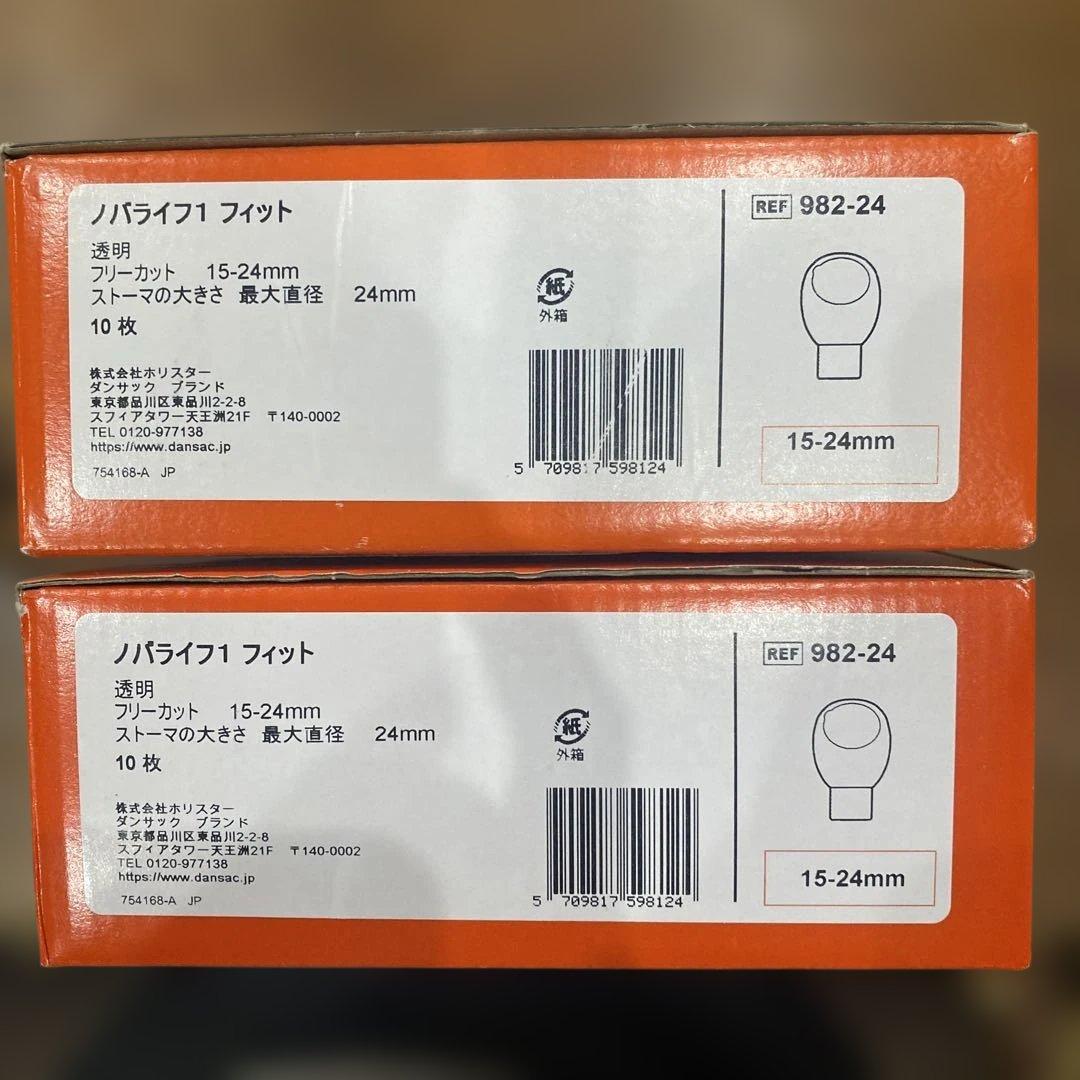 ノバライフ1 フィット
透明
フリーカット 15-24mm
ストーマの大きさ 最大直径 24mm
10 枚
株式会社ホリスター
ダンサック ブランド
東京都品川区東品川2-2-8
スフィアタワー天王洲21F 〒140-0002
TEL 0120-977138
https://www.dansac.jp
754168-A JP
紙
外箱
5 709817 598124
REF 982-24
15-24mm
ノバライフ1 フィット
透明
フリーカット 15-24mm
ストーマの大きさ 最大直径 24mm
10 枚
株式会社ホリスター
ダンサック ブランド
東京都品川区東品川2-2-8
スフィアタワー天王洲21F 〒140-0002
TEL 0120-977138
https://www.dansac.jp
754168-A JP
紙
外箱
5 709817 598124
REF 982-24
15-24mm